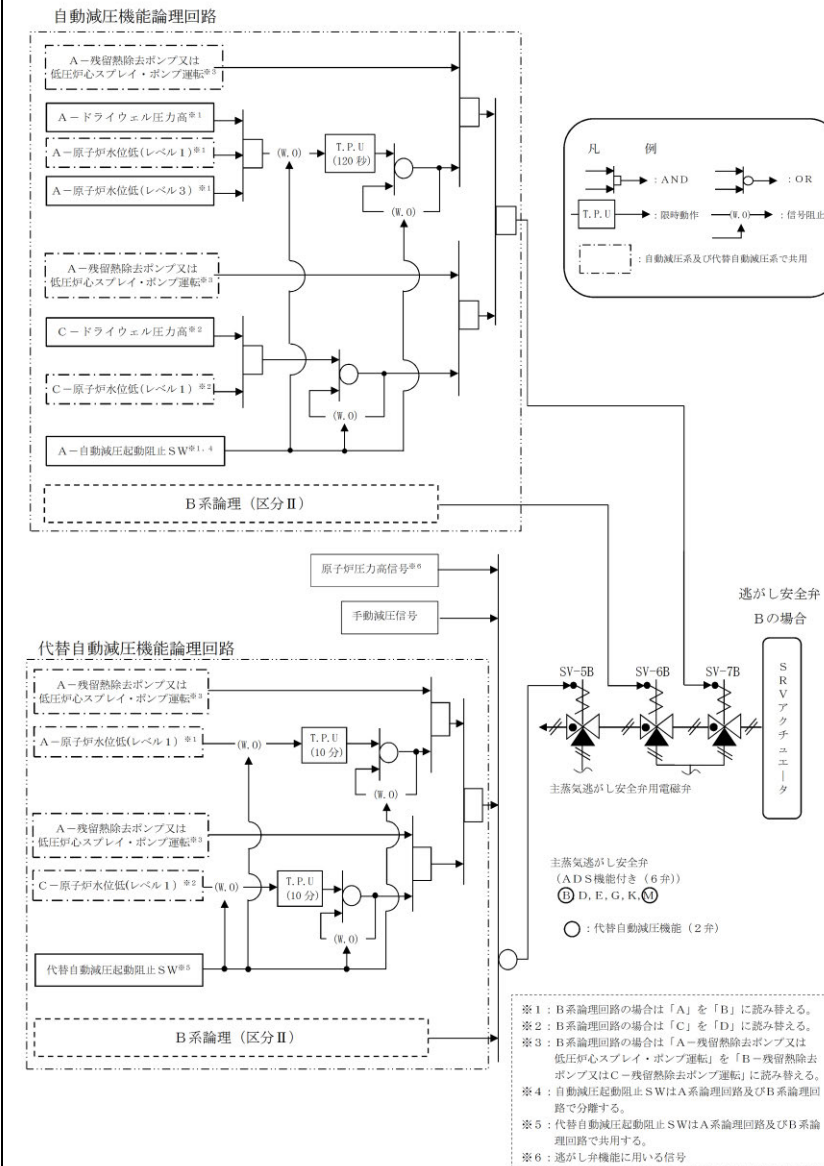 自動減圧機能論理回路
A-残留熱除去ポンプ又は
低圧炉心スプレイ・ポンプ運転※3
A-ドライウェル圧力高※1
A-原子炉水位低(レベル1)※1
A-原子炉水位低(レベル3)※1
(W.O)
T.P.U
(120秒)
(W.O)
A-残留熱除去ポンプ又は
低圧炉心スプレイ・ポンプ運転※3
C-ドライウェル圧力高※2
C-原子炉水位低(レベル1)※2
(W.O)
A-自動減圧起動阻止SW※1,4
B系論理(区分Ⅱ)
凡 例
:AND
:OR
T.P.U
:限時動作
(W.O)
:信号阻止
:自動減圧系及び代替自動減圧系で共用
原子炉圧力高信号※6
手動減圧信号
代替自動減圧機能論理回路
A-残留熱除去ポンプ又は
低圧炉心スプレイ・ポンプ運転※3
A-原子炉水位低(レベル1)※1
(W.O)
T.P.U
(10分)
(W.O)
A-残留熱除去ポンプ又は
低圧炉心スプレイ・ポンプ運転※3
C-原子炉水位低(レベル1)※2
(W.O)
T.P.U
(10分)
(W.O)
代替自動減圧起動阻止SW※5
B系論理(区分Ⅱ)
逃がし安全弁
Bの場合
SV-5B
SV-6B
SV-7B
SRVアクチュエータ
主蒸気逃がし安全弁用電磁弁
主蒸気逃がし安全弁
(ADS機能付き(6弁))
B, D, E, G, K, M
:代替自動減圧機能(2弁)
※1:B系論理回路の場合は「A」を「B」に読み替える。
※2:B系論理回路の場合は「C」を「D」に読み替える。
※3:B系論理回路の場合は「A-残留熱除去ポンプ又は
低圧炉心スプレイ・ポンプ運転」を「B-残留熱除去
ポンプ又はC-残留熱除去ポンプ運転」に読み替える。
※4:自動減圧起動阻止SWはA系論理回路及びB系論理回
路で分離する。
※5:代替自動減圧起動阻止SWはA系論理回路及びB系論
理回路で共用する。
※6:逃がし弁機能に用いる信号